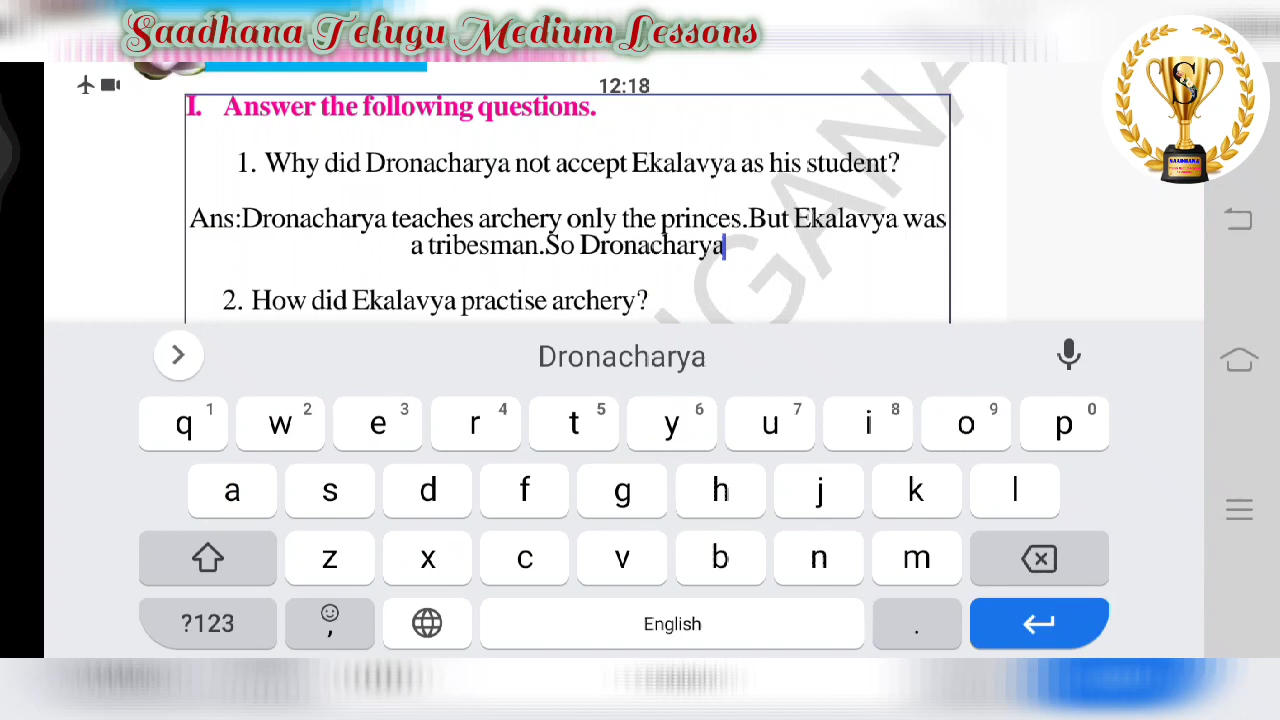 Saadhana Telugu Medium Lessons
12:18
I. Answer the following questions.
1. Why did Dronacharya not accept Ekalavya as his student?
Ans:Dronacharya teaches archery only the princes.But Ekalavya was
a tribesman.So Dronacharya
2. How did Ekalavya practise archery?
Dronacharya
q 1 w 2 e 3 r 4 t 5 y 6 u 7 i 8 o 9 p 0
a s d f g h j k l
z x c v b n m
?123 , English .
S
SAADHANA